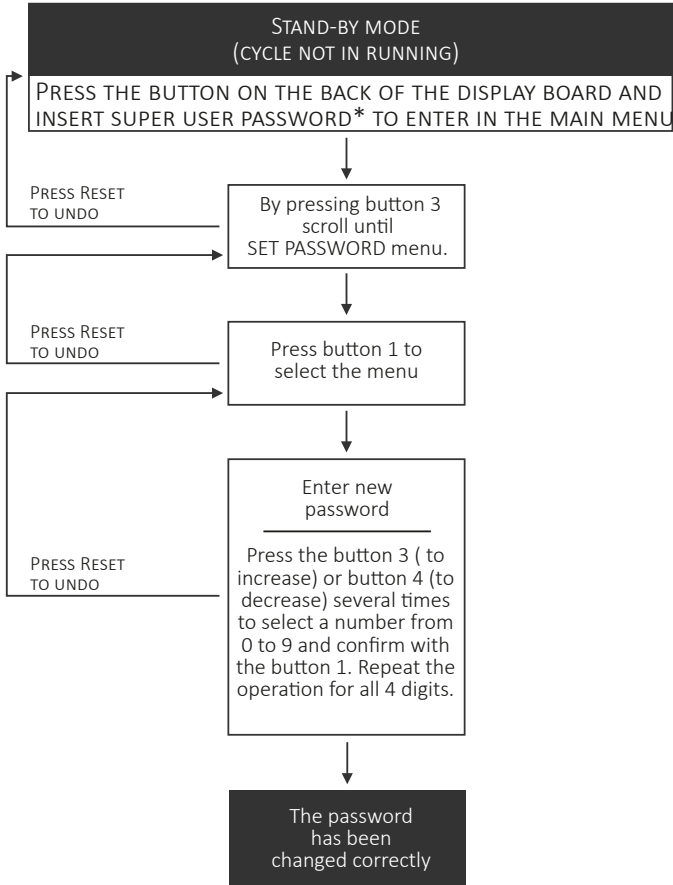 STAND-BY MODE
(CYCLE NOT IN RUNNING)
PRESS THE BUTTON ON THE BACK OF THE DISPLAY BOARD AND
INSERT SUPER USER PASSWORD* TO ENTER IN THE MAIN MENU
PRESS RESET
TO UNDO
By pressing button 3
scroll until
SET PASSWORD menu.
PRESS RESET
TO UNDO
Press button 1 to
select the menu
Enter new
password
PRESS RESET
TO UNDO
Press the button 3 ( to
increase) or button 4 (to
decrease) several times
to select a number from
0 to 9 and confirm with
the button 1. Repeat the
operation for all 4 digits.
The password
has been
changed correctly